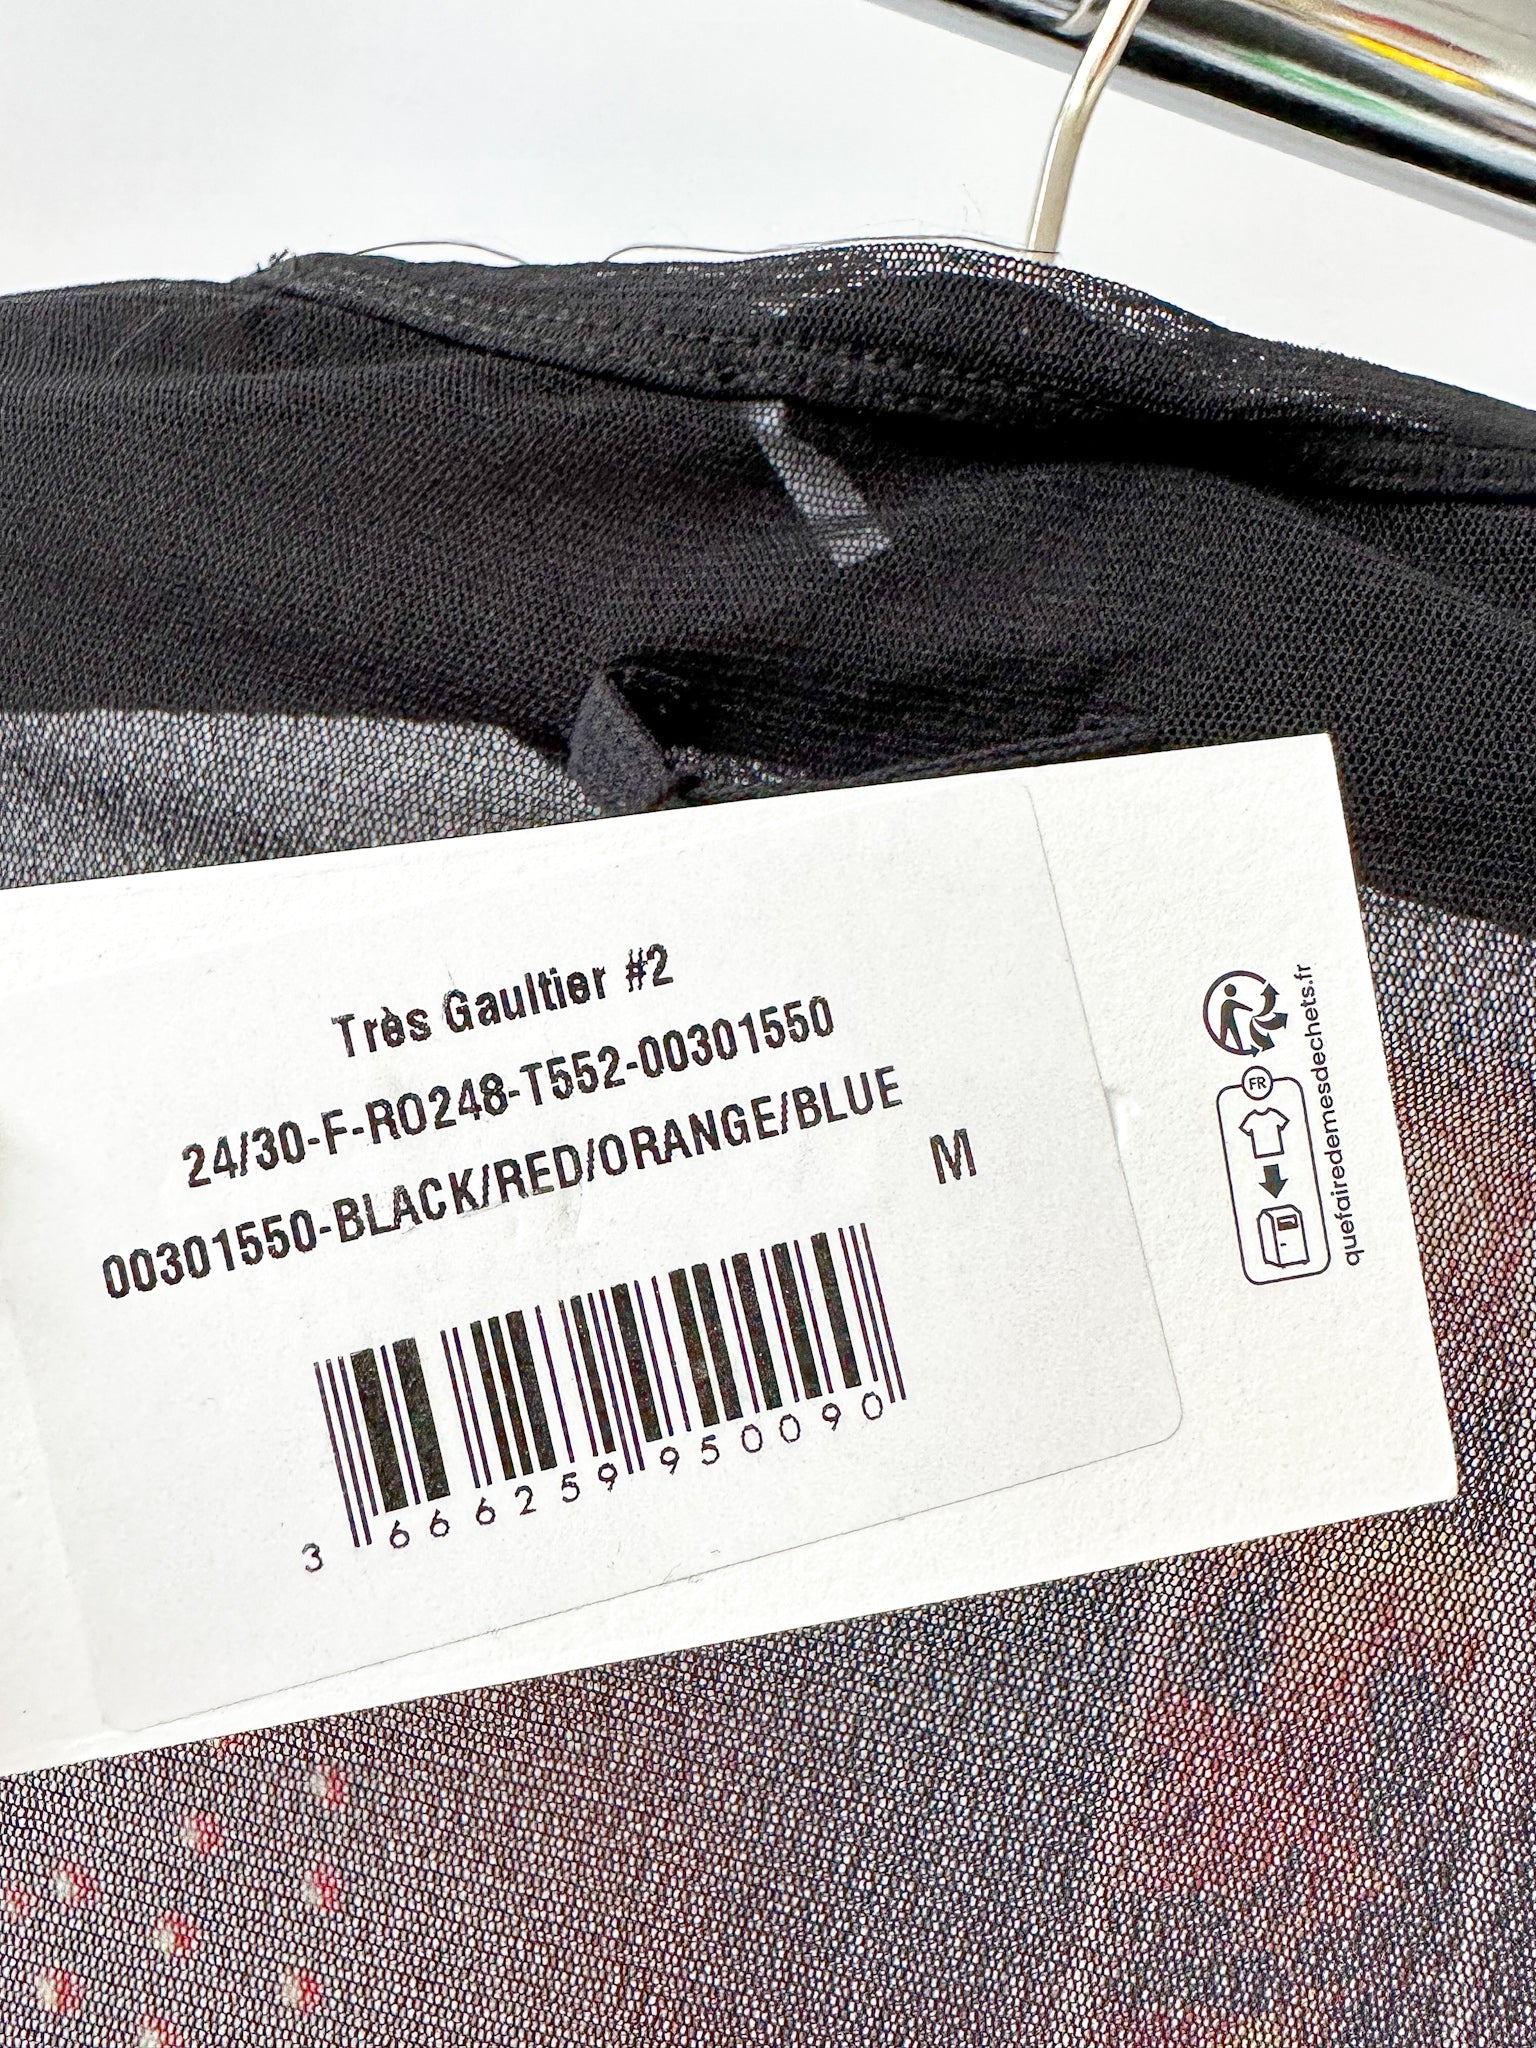 Très Gaultier #2
24/30-F-RO248-T552-00301550
00301550-BLACK/RED/ORANGE/BLUE
M
3 666259 950090
FR
quefairedemesdechets.fr